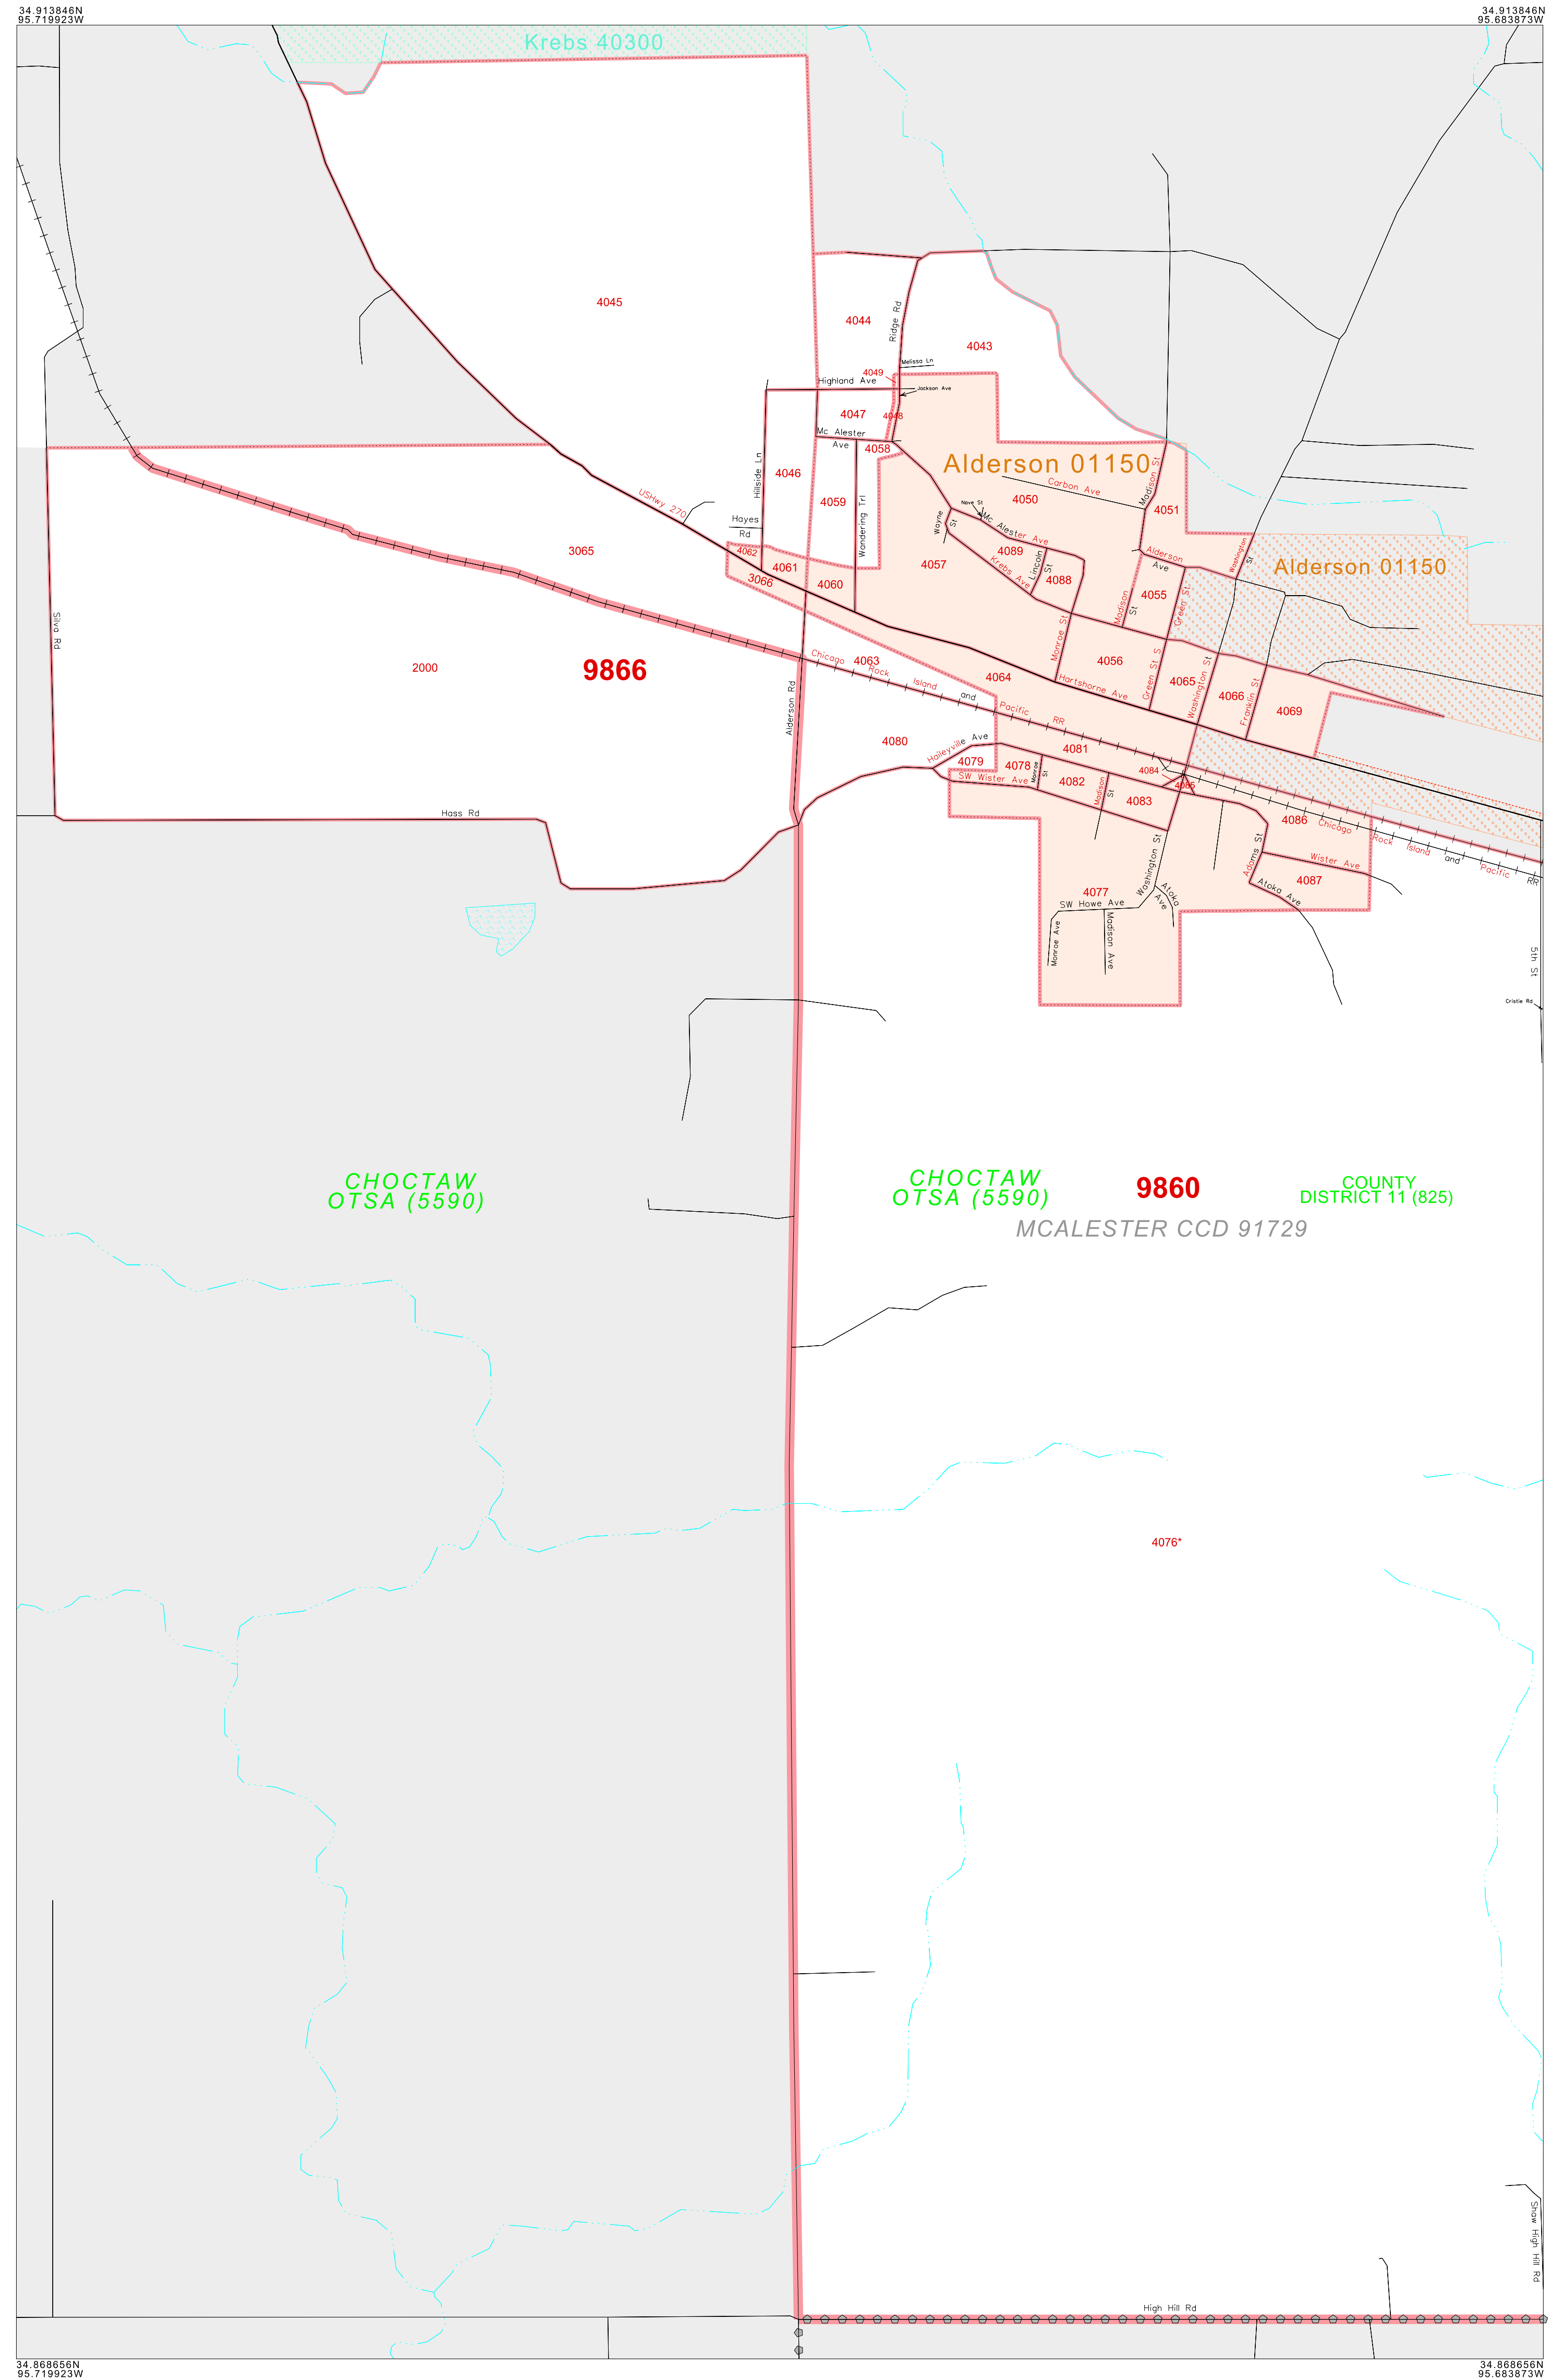 34.913846N
95.719923W
34.913846N
95.683873W
Krebs 40300
4045
4044
Ridge Rd
4043
Melissa Ln
4049
Highland Ave
Jackson Ave
4047
4048
Mc Alester
Ave
4058
Alderson 01150
Hillside Ln
4046
4059
Wandering Trl
Carbon Ave
Madison St
4050
4051
USHwy 270
Hayes
Rd
Nave St
Mc Alester Ave
Wayne
St
4089
Lincoln
St
Krebs Ave
4088
4057
Alderson
Ave
Washington
St
Alderson 01150
3065
4062
4061
3066
4060
Madison
St
4055
Green St
Silva Rd
2000
9866
4063
Chicago Rock Island and Pacific RR
4064
Monroe St
4056
Hartshorne Ave
Green St S
4065
Washington St
4066
Franklin St
4069
Alderson Rd
4080
Haileyville Ave
4079
4078
Monroe
St
4081
4084
4085
SW Wister Ave
4082
Madison
St
4083
Hass Rd
4086
Chicago Rock Island and Pacific RR
Adams St
Wister Ave
4087
Atoka Ave
Washington St
Atoka
Ave
4077
SW Howe Ave
Monroe Ave
Madison Ave
5th St
Cristie Rd
CHOCTAW
OTSA (5590)
CHOCTAW
OTSA (5590)
9860
COUNTY
DISTRICT 11 (825)
MCALESTER CCD 91729
4076*
Shaw High Hill Rd
High Hill Rd
34.868656N
95.719923W
34.868656N
95.683873W